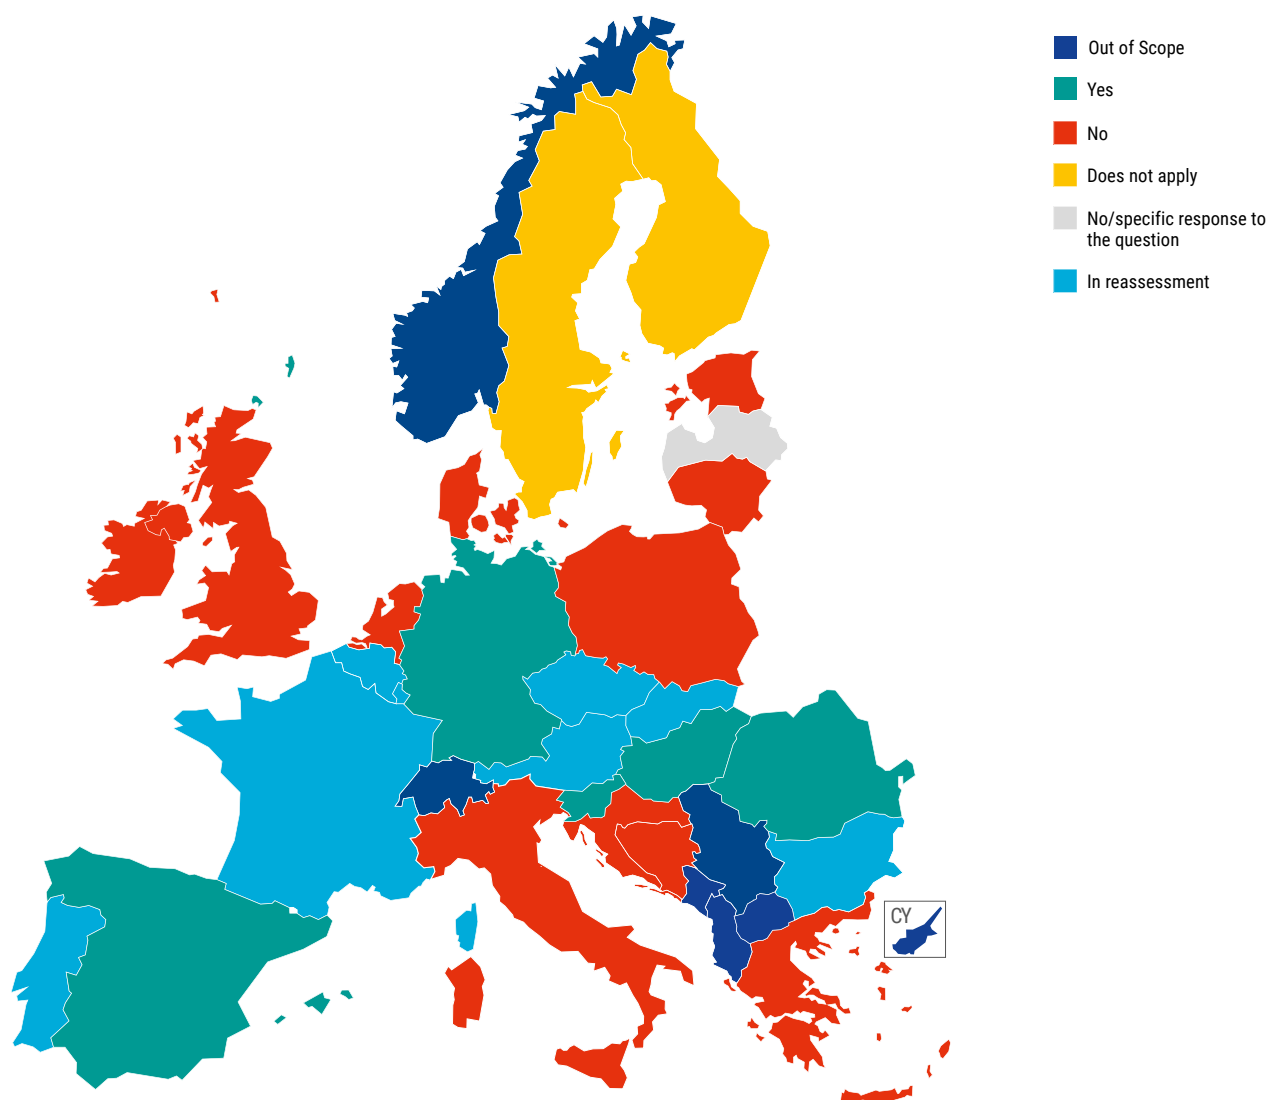 Out of Scope
Yes
No
Does not apply
No/specific response to
the question
In reassessment
CY